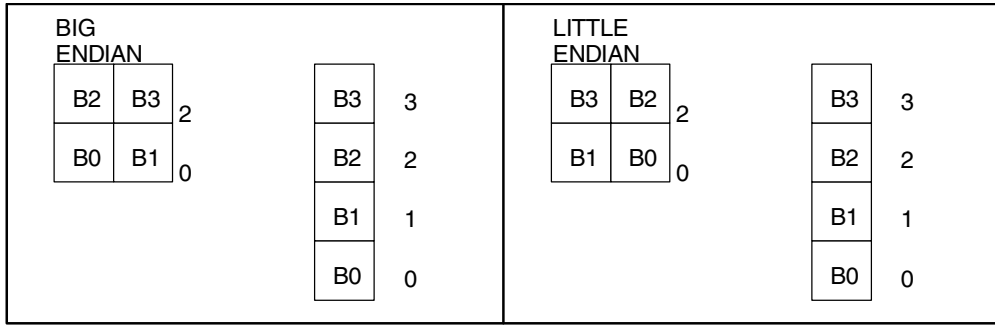 BIG
ENDIAN
B2 B3 2
B0 B1 0
B3 3
B2 2
B1 1
B0 0
LITTLE
ENDIAN
B3 B2 2
B1 B0 0
B3 3
B2 2
B1 1
B0 0